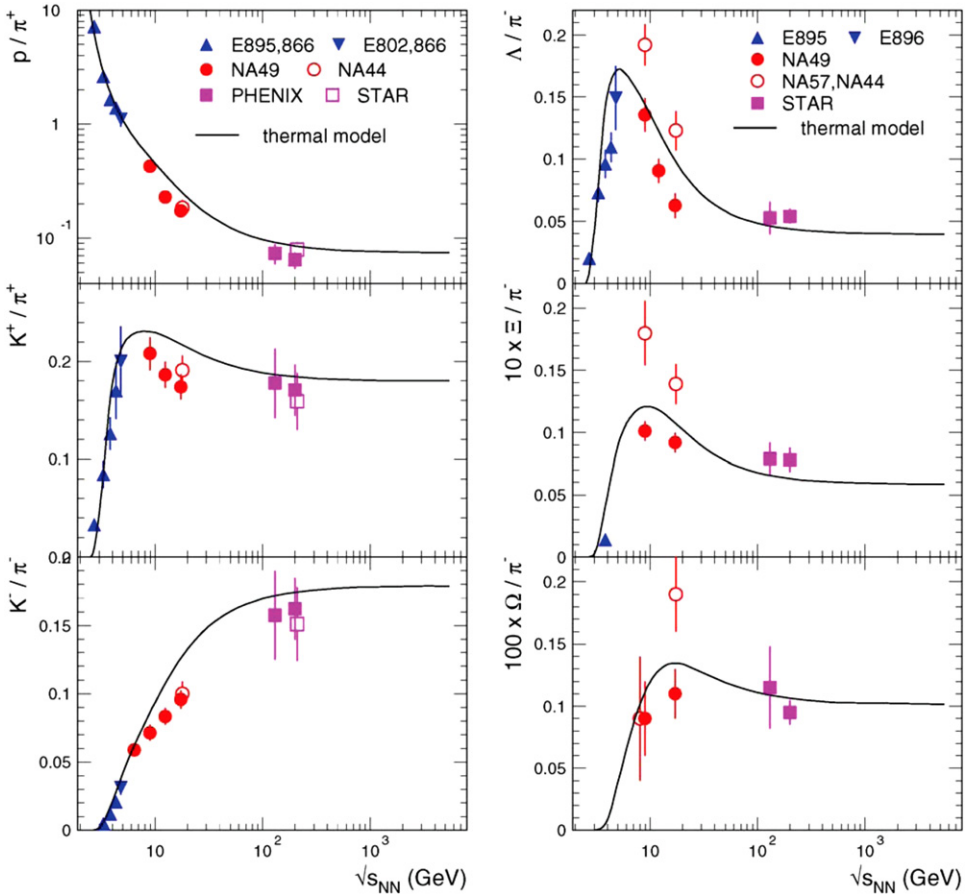 p / π⁺
10
1
10⁻¹
E895,866 E802,866
NA49 NA44
PHENIX STAR
thermal model
K⁺ / π⁺
0.2
0.1
0
K⁻ / π⁻
0.2
0.15
0.1
0.05
0
10 10² 10³
√sNN (GeV)
Λ / π⁻
0.2
0.15
0.1
0.05
0
E895 E896
NA49
NA57,NA44
STAR
thermal model
10 x Ξ / π⁻
0.2
0.15
0.1
0.05
0
100 x Ω / π⁻
0.2
0.15
0.1
0.05
0
10 10² 10³
√sNN (GeV)